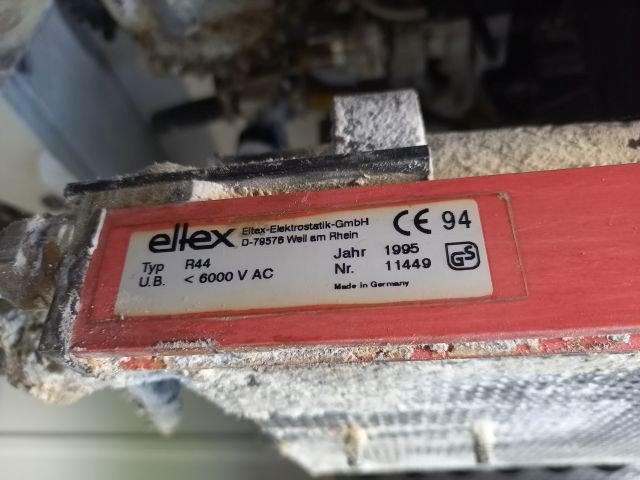 eltex Eltex-Elektrostatik-GmbH
D-79576 Weil am Rhein
CE 94
Typ R44
U.B. < 6000 V AC
Jahr 1995
Nr. 11449
GS
Made in Germany